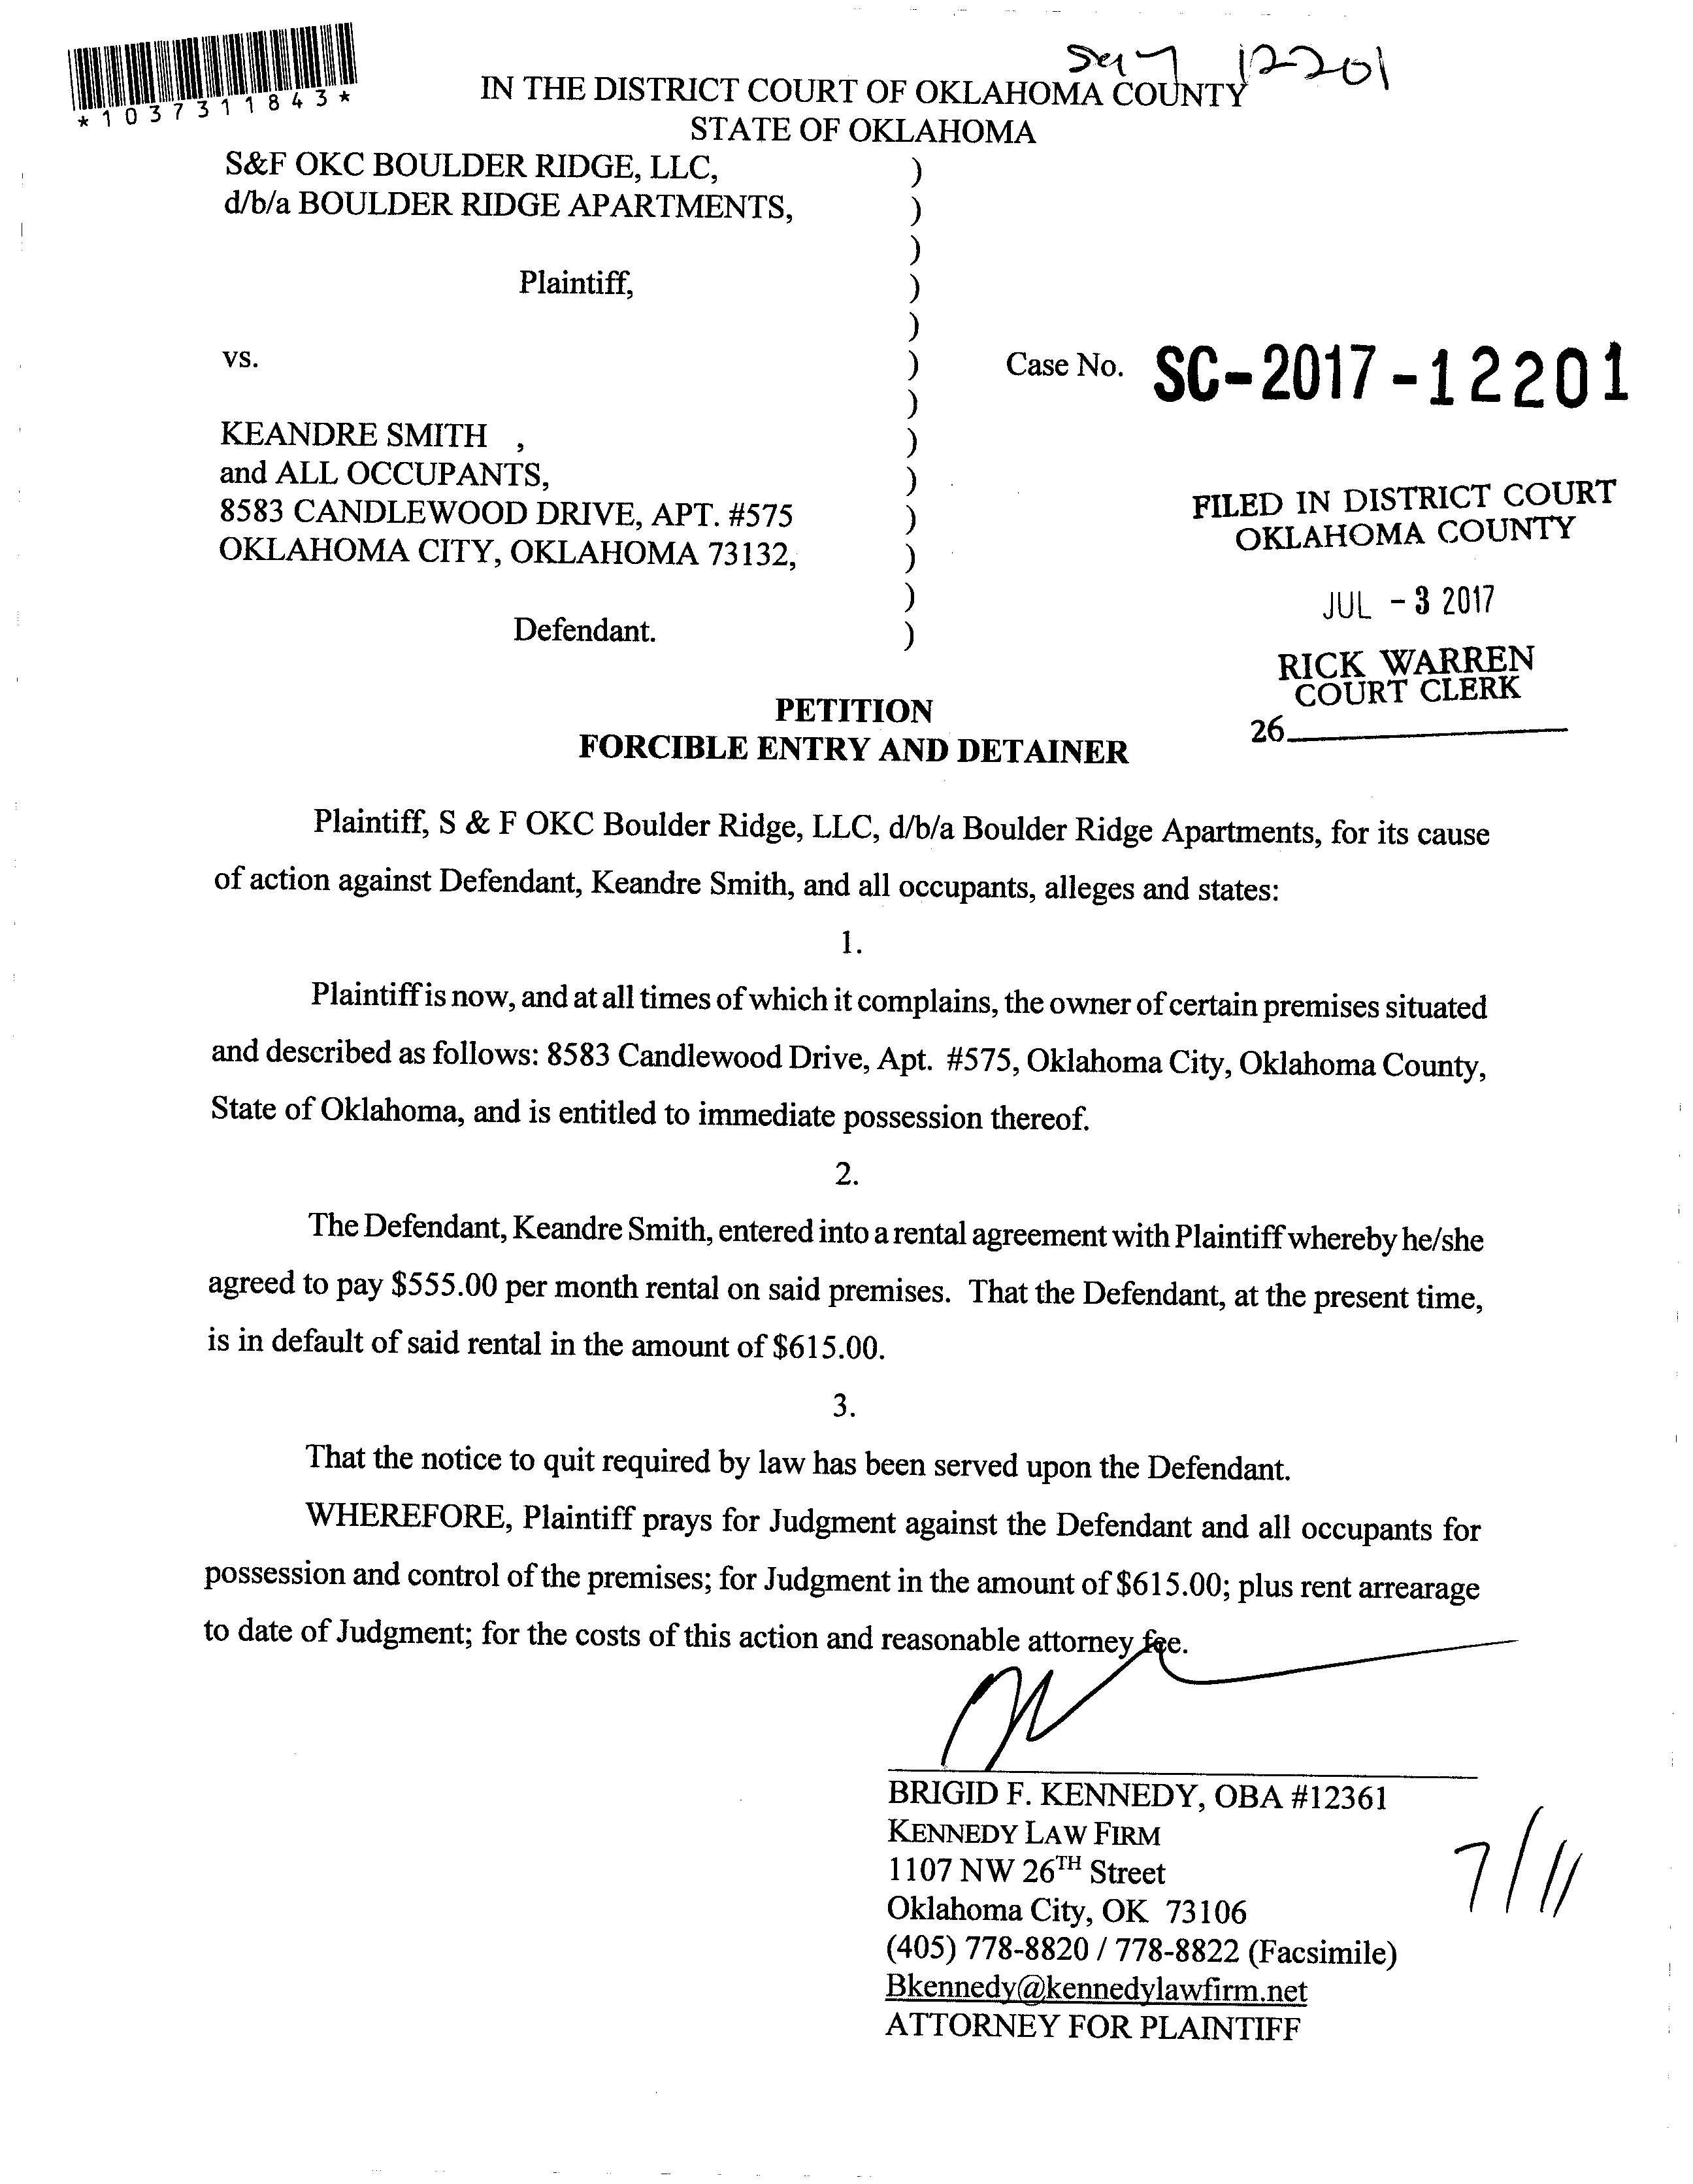 *1037311843*
12201
IN THE DISTRICT COURT OF OKLAHOMA COUNTY
STATE OF OKLAHOMA
S&F OKC BOULDER RIDGE, LLC, )
d/b/a BOULDER RIDGE APARTMENTS, )
)
Plaintiff, )
)
vs. ) Case No. SC-2017-12201
)
KEANDRE SMITH , )
and ALL OCCUPANTS, )
8583 CANDLEWOOD DRIVE, APT. #575 )
OKLAHOMA CITY, OKLAHOMA 73132, )
)
Defendant. )
FILED IN DISTRICT COURT
OKLAHOMA COUNTY
JUL - 3 2017
RICK WARREN
COURT CLERK
26
PETITION
FORCIBLE ENTRY AND DETAINER
Plaintiff, S & F OKC Boulder Ridge, LLC, d/b/a Boulder Ridge Apartments, for its cause
of action against Defendant, Keandre Smith, and all occupants, alleges and states:
1.
Plaintiff is now, and at all times of which it complains, the owner of certain premises situated
and described as follows: 8583 Candlewood Drive, Apt. #575, Oklahoma City, Oklahoma County,
State of Oklahoma, and is entitled to immediate possession thereof.
2.
The Defendant, Keandre Smith, entered into a rental agreement with Plaintiff whereby he/she
agreed to pay $555.00 per month rental on said premises. That the Defendant, at the present time,
is in default of said rental in the amount of $615.00.
3.
That the notice to quit required by law has been served upon the Defendant.
WHEREFORE, Plaintiff prays for Judgment against the Defendant and all occupants for
possession and control of the premises; for Judgment in the amount of $615.00; plus rent arrearage
to date of Judgment; for the costs of this action and reasonable attorney fee.
BRIGID F. KENNEDY, OBA #12361
KENNEDY LAW FIRM
1107 NW 26TH Street
Oklahoma City, OK 73106
(405) 778-8820 / 778-8822 (Facsimile)
Bkennedy@kennedylawfirm.net
ATTORNEY FOR PLAINTIFF
7/11